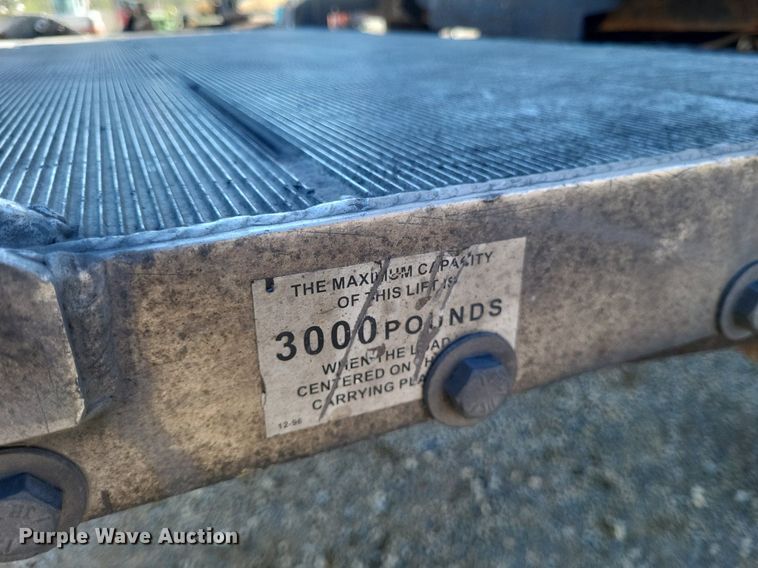 THE MAXIMUM CAPACITY
OF THIS LIFT IS
3000 POUNDS
WHEN THE LOAD
CENTERED ON
CARRYING
12-96
Purple Wave Auction